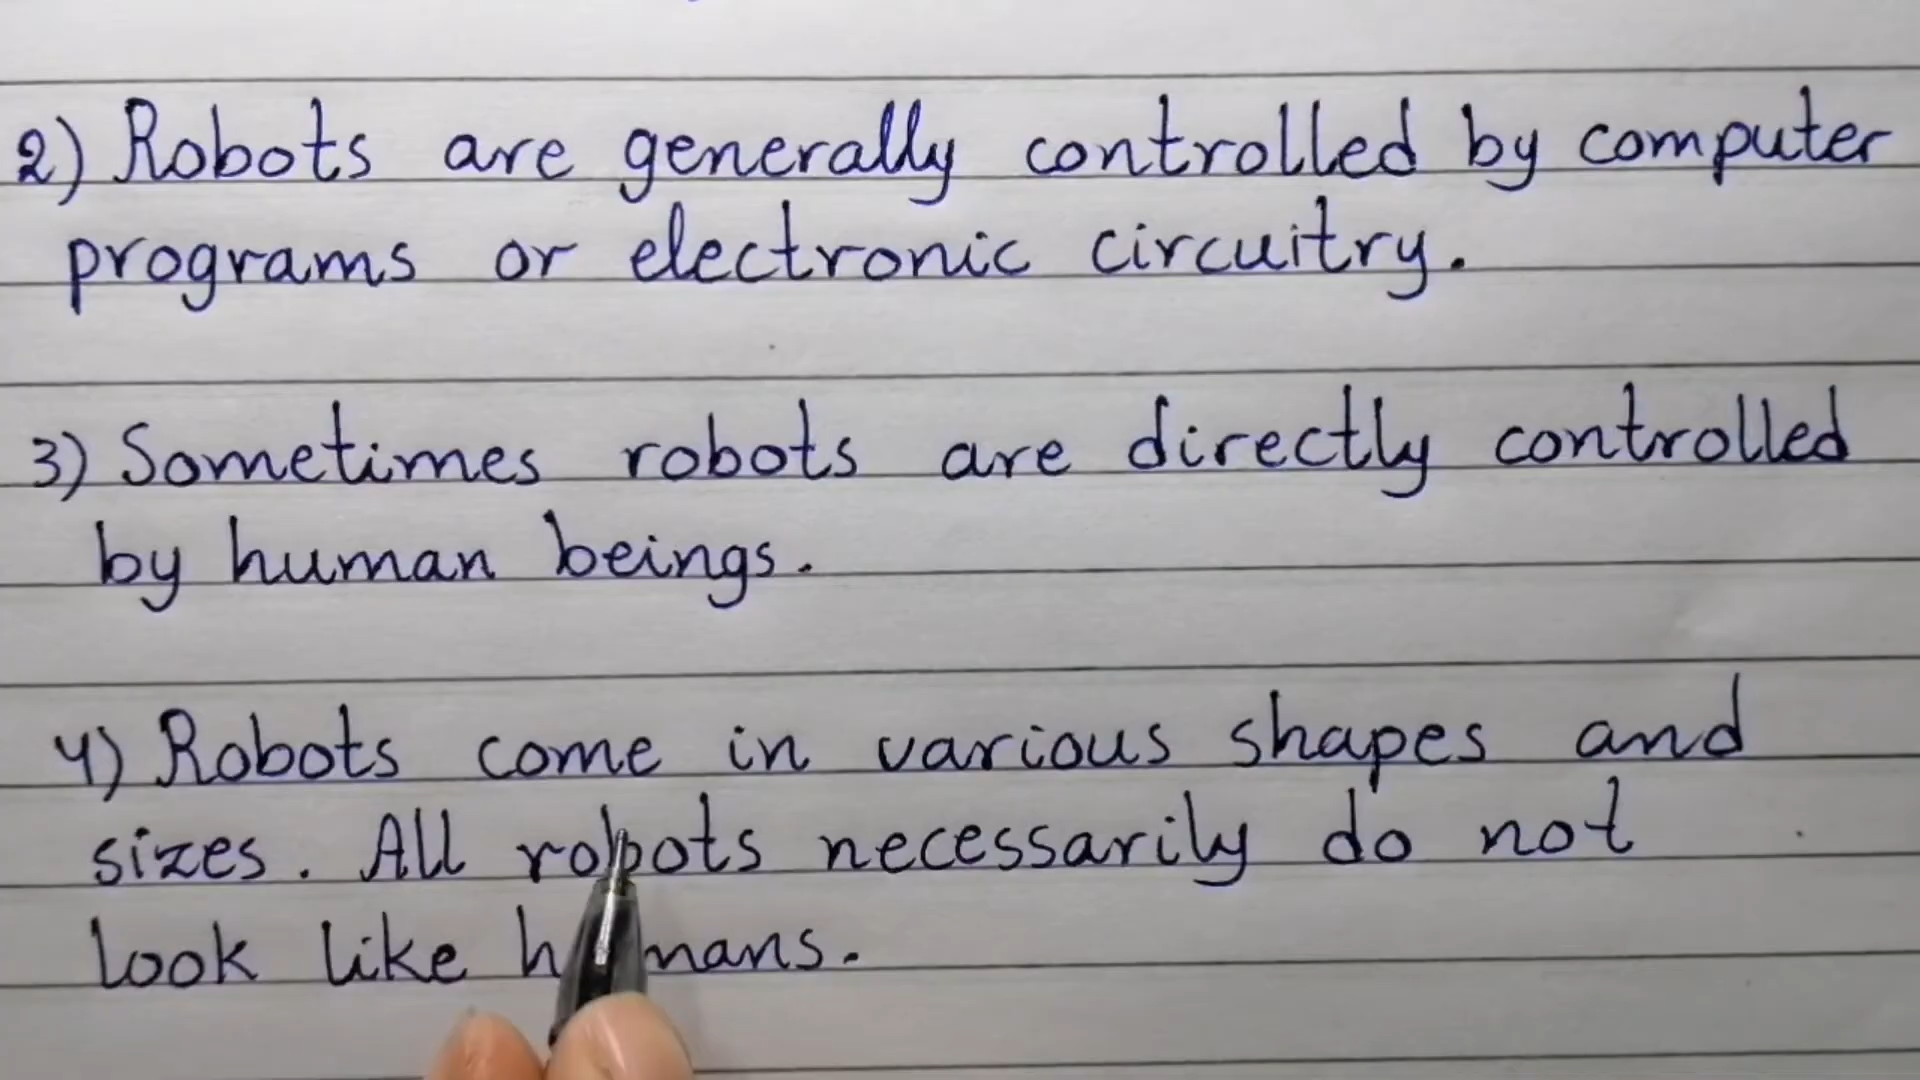 2) Robots are generally controlled by computer
programs or electronic circuitry.
3) Sometimes robots are directly controlled
by human beings.
4) Robots come in various shapes and
sizes. All robots necessarily do not
look like humans.